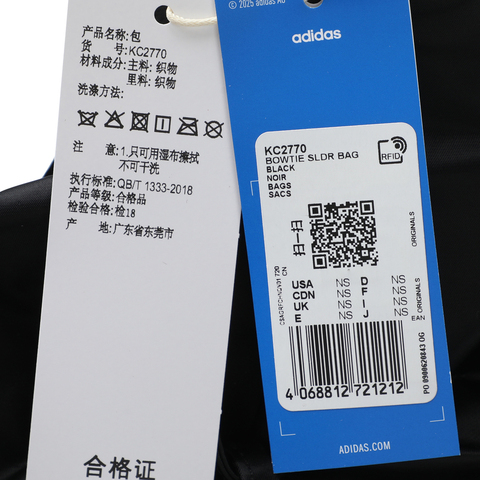 产品名称:包
货 号:KC2770
材料成分:主料: 织物
里料: 织物
洗涤方法:
注 意:1.只可用湿布擦拭
不可干洗
执行标准:QB/T 1333-2018
产品等级:合格品
检验合格:检18
产 地:广东省东莞市
合格证
© 2025 adidas AG
adidas
KC2770
BOWTIE SLDR BAG
BLACK
NOIR
BAGS
SACS
RFID
扫一扫
ORIGINALS
CN
USA NS D NS
CDN NS F NS
UK NS I NS
E NS J NS
EAN ORIGINALS
4 068812 721212
PO 0900620843 OG
ADIDAS.COM